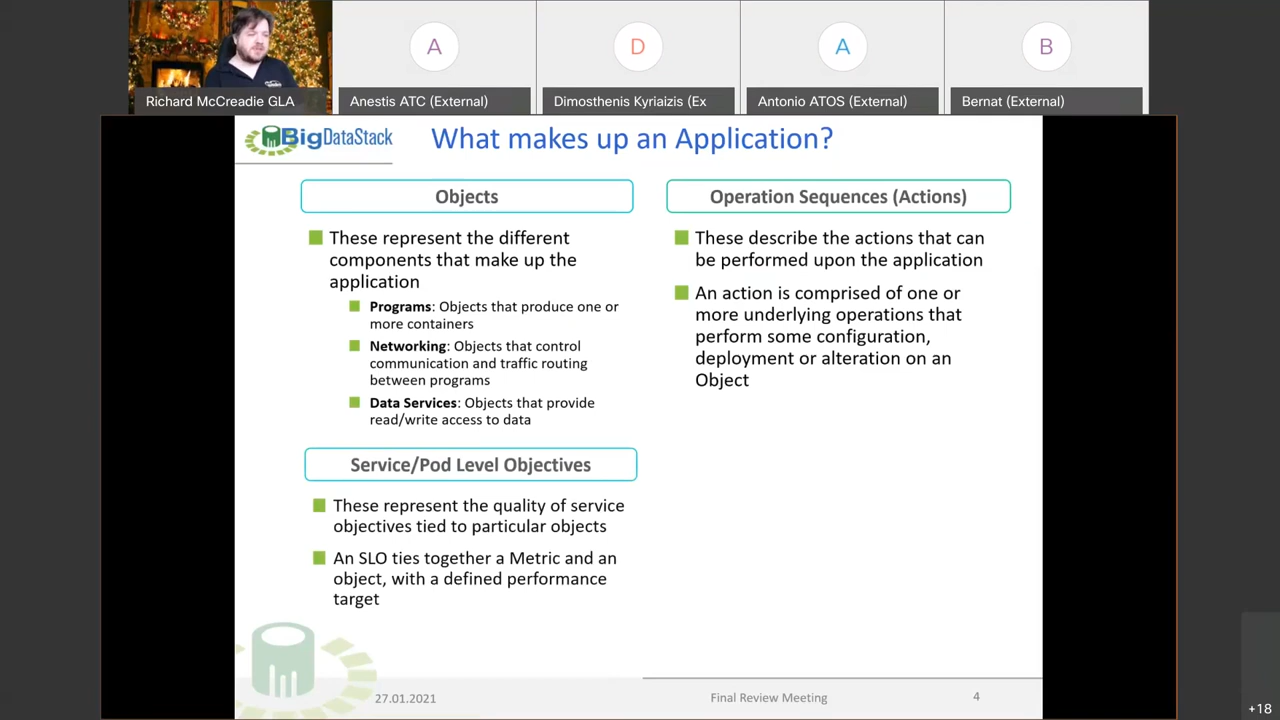 A
D
A
B
Richard McCreadie GLA
Anestis ATC (External)
Dimosthenis Kyriaizis (Ex
Antonio ATOS (External)
Bernat (External)
BigDataStack
What makes up an Application?
Objects
These represent the different
components that make up the
application
Programs: Objects that produce one or
more containers
Networking: Objects that control
communication and traffic routing
between programs
Data Services: Objects that provide
read/write access to data
Service/Pod Level Objectives
These represent the quality of service
objectives tied to particular objects
An SLO ties together a Metric and an
object, with a defined performance
target
Operation Sequences (Actions)
These describe the actions that can
be performed upon the application
An action is comprised of one or
more underlying operations that
perform some configuration,
deployment or alteration on an
Object
27.01.2021
Final Review Meeting
4
+18